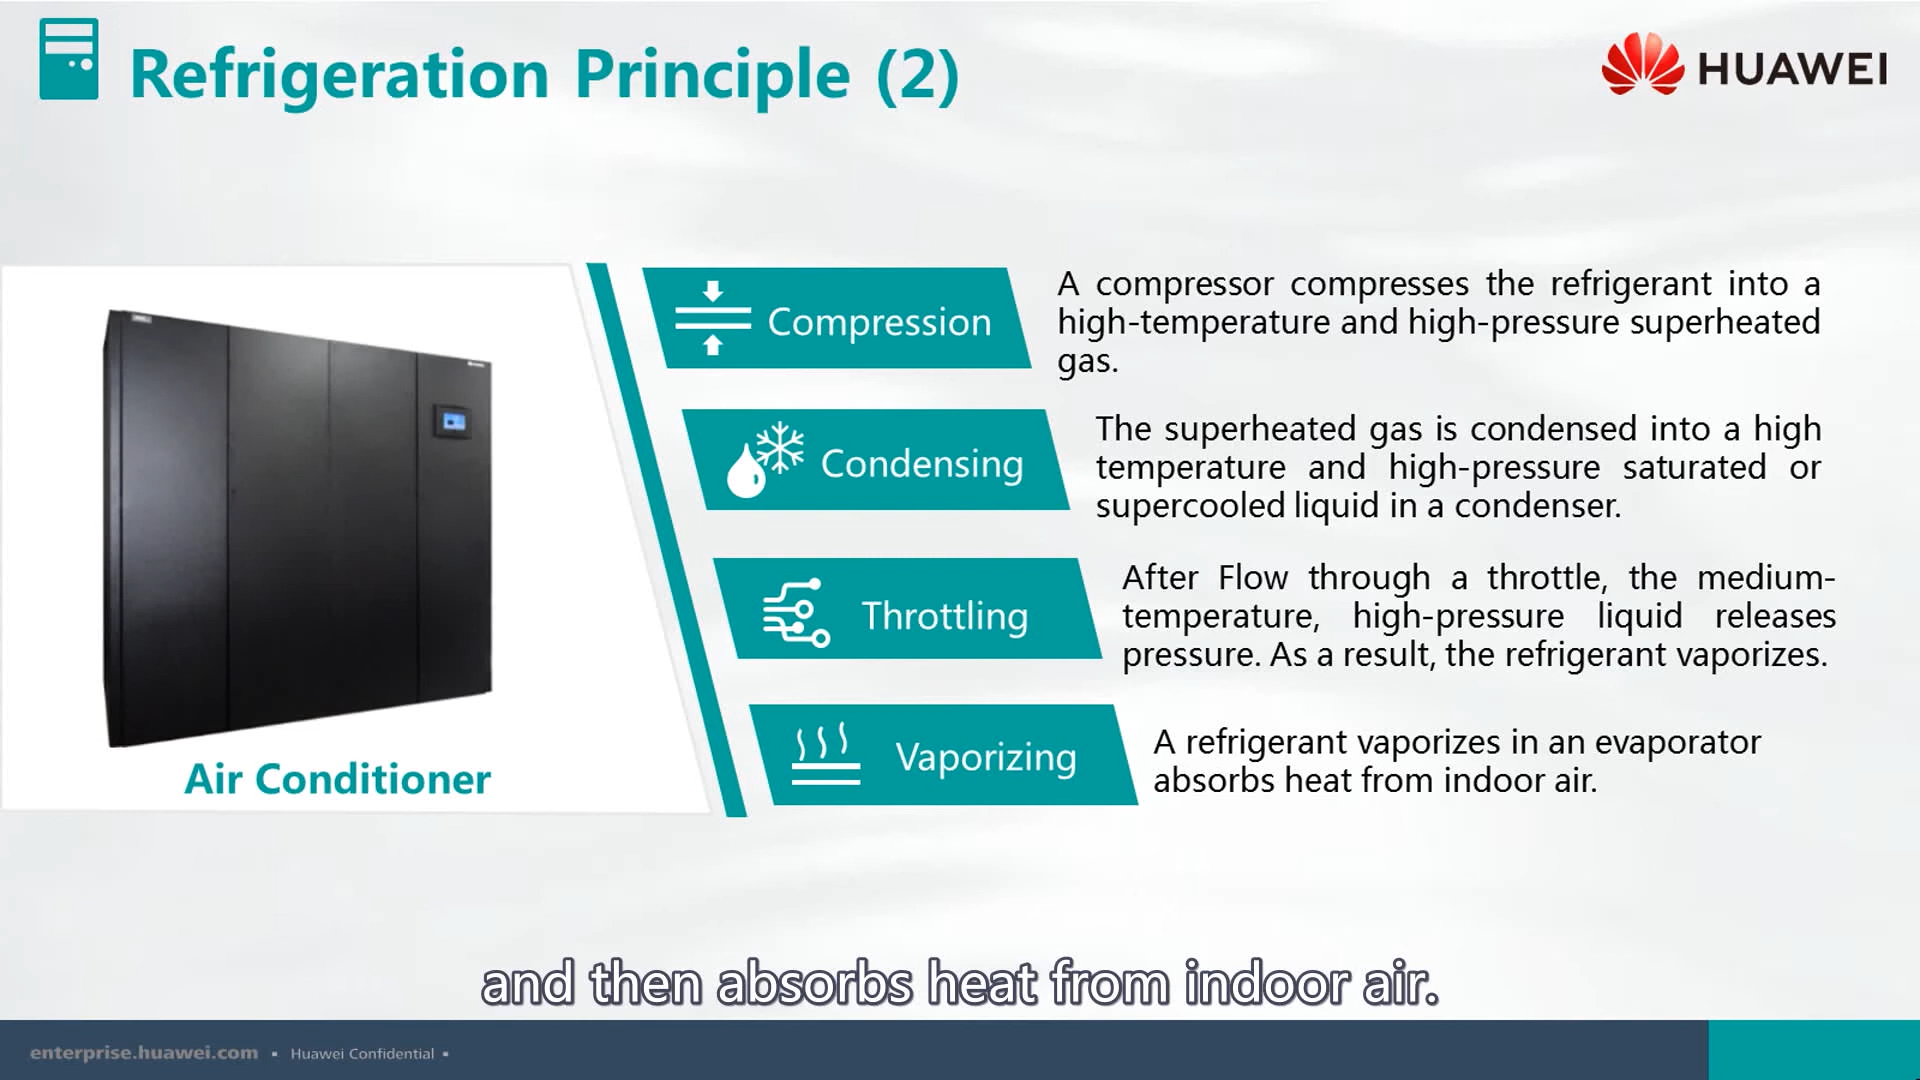 Refrigeration Principle (2)
HUAWEI
Compression
A compressor compresses the refrigerant into a
high-temperature and high-pressure superheated
gas.
Condensing
The superheated gas is condensed into a high
temperature and high-pressure saturated or
supercooled liquid in a condenser.
Throttling
After Flow through a throttle, the medium-
temperature, high-pressure liquid releases
pressure. As a result, the refrigerant vaporizes.
Vaporizing
A refrigerant vaporizes in an evaporator
absorbs heat from indoor air.
Air Conditioner
and then absorbs heat from indoor air.
enterprise.huawei.com ▪ Huawei Confidential ▪